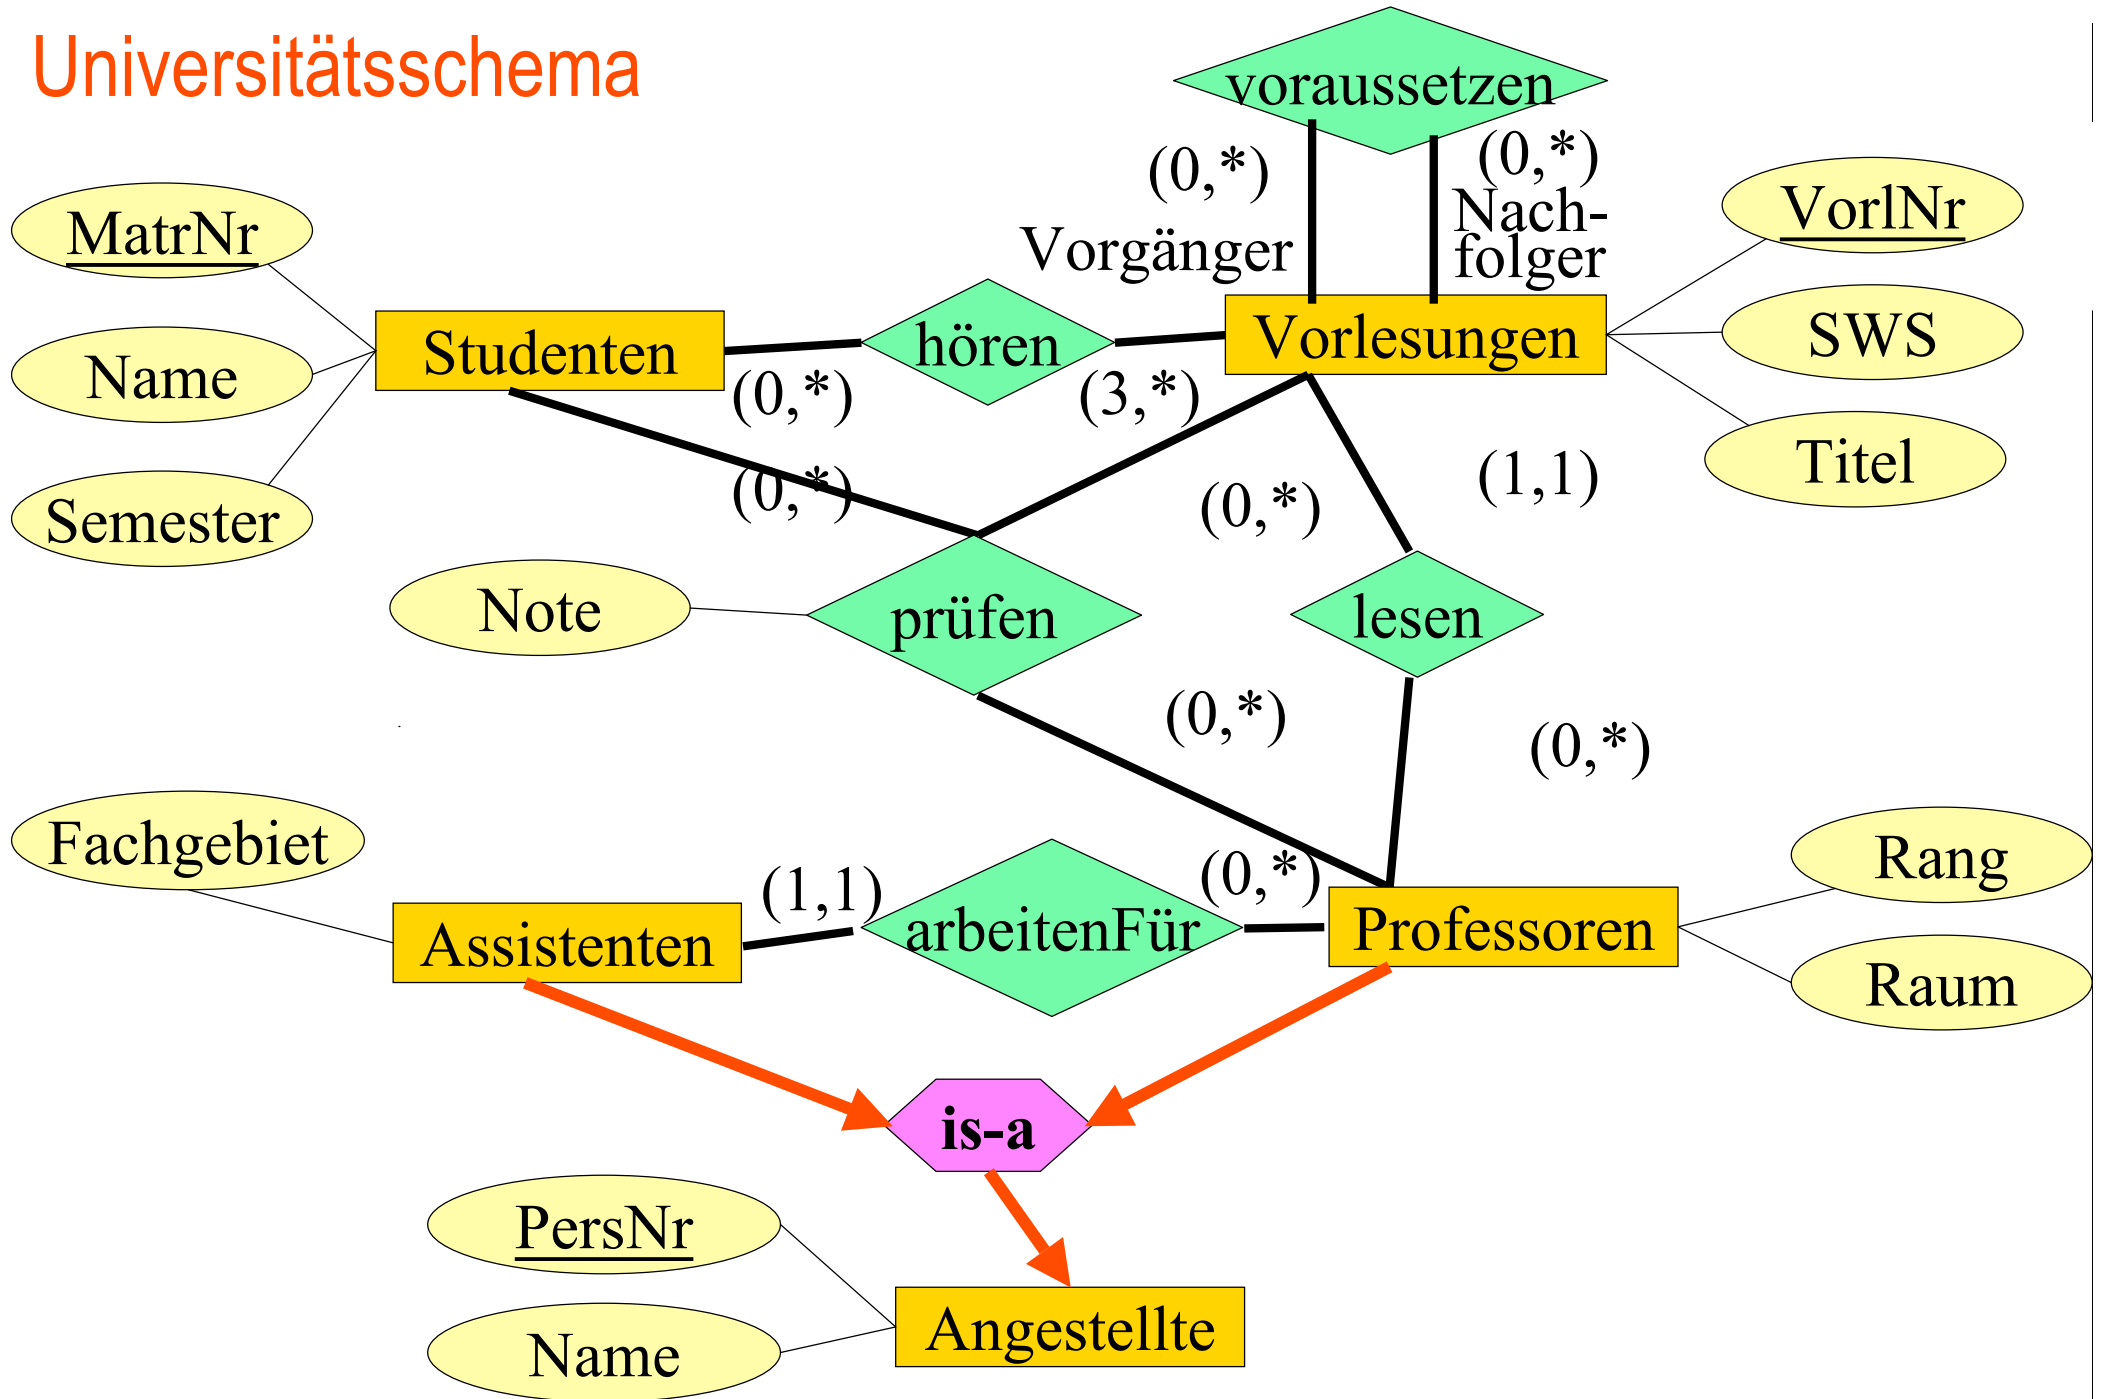 Universitätsschema
voraussetzen
(0,*)
(0,*)
Vorgänger
Nach-
folger
MatrNr
VorlNr
Name
Studenten
hören
Vorlesungen
SWS
(0,*)
(3,*)
Semester
(0,*)
(0,*)
(1,1)
Titel
Note
prüfen
lesen
(0,*)
(0,*)
Fachgebiet
(1,1)
(0,*)
Rang
Assistenten
arbeitenFür
Professoren
Raum
is-a
PersNr
Name
Angestellte